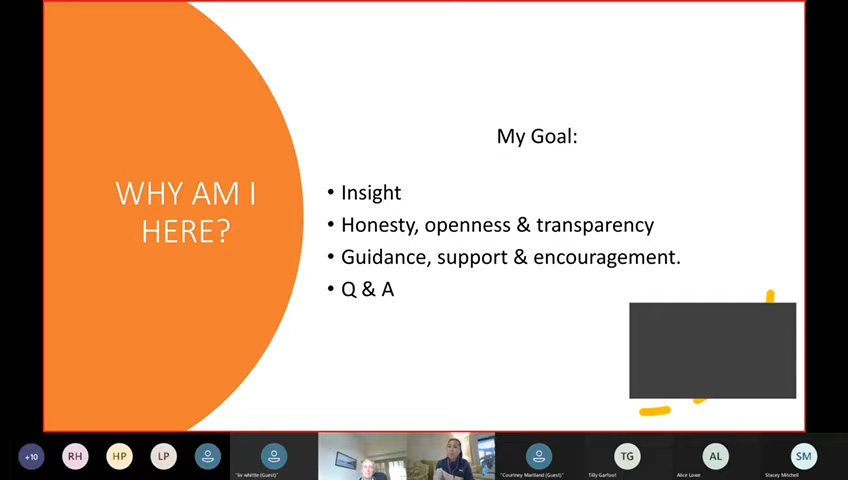 WHY AM I
HERE?
My Goal:
• Insight
• Honesty, openness & transparency
• Guidance, support & encouragement.
• Q & A
+10
RH
HP
LP
"liv whittle (Guest)"
"Courtney Martland (Guest)"
TG
Tilly Garfoot
AL
Alice Lowe
SM
Stacey Mitchell